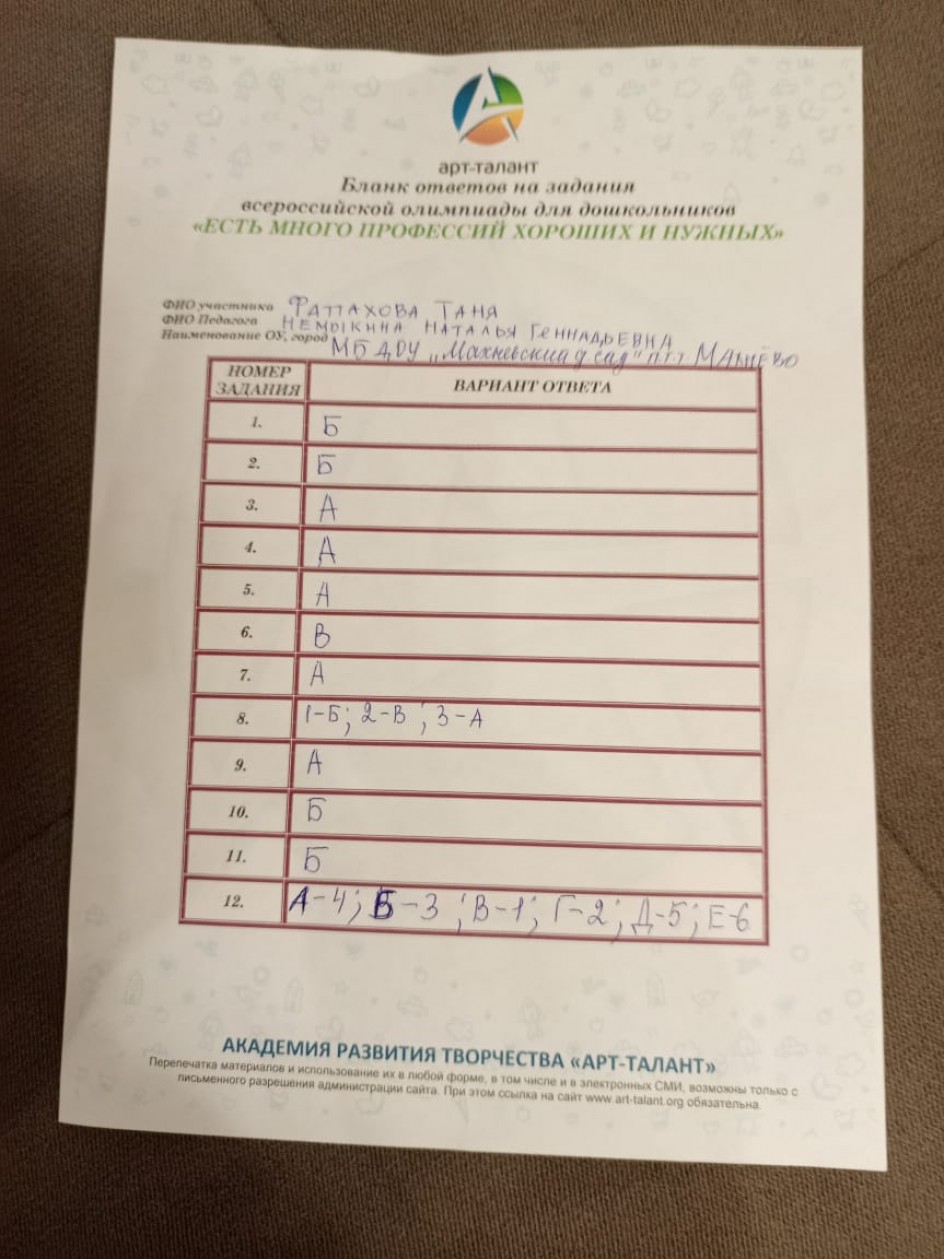 арт-талант
Бланк ответов на задания
всероссийской олимпиады для дошкольников
«ЕСТЬ МНОГО ПРОФЕССИЙ ХОРОШИХ И НУЖНЫХ»
ФИО участника Фаттахова Таня
ФИО Педагога Немыкина Наталья Геннадьевна
Наименование ОУ, город МБДОУ „Махнёвский д сад" пгт
НОМЕР ЗАДАНИЯ ВАРИАНТ ОТВЕТА
1. Б
2. Б
3. А
4. А
5. А
6. В
7. А
8. 1-Б; 2-В ; 3-А
9. А
10. Б
11. Б
12. А-4; Б-3 ; В-1; Г-2; Д-5; Е-6
АКАДЕМИЯ РАЗВИТИЯ ТВОРЧЕСТВА «АРТ-ТАЛАНТ»
Перепечатка материалов и использование их в любой форме, в том числе и в электронных СМИ, возможны только с
письменного разрешения администрации сайта. При этом ссылка на сайт www.art-talant.org обязательна.